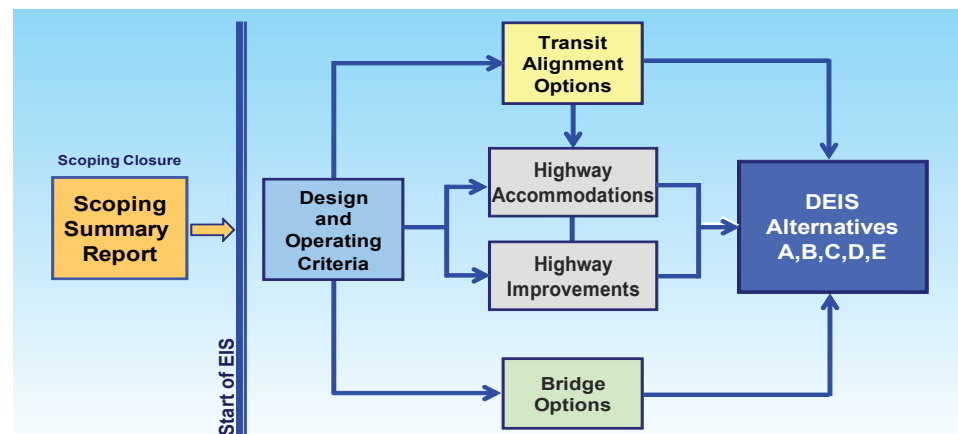 Scoping Closure
Scoping
Summary
Report
Start of EIS
Design
and
Operating
Criteria
Transit
Alignment
Options
Highway
Accommodations
Highway
Improvements
Bridge
Options
DEIS
Alternatives
A,B,C,D,E